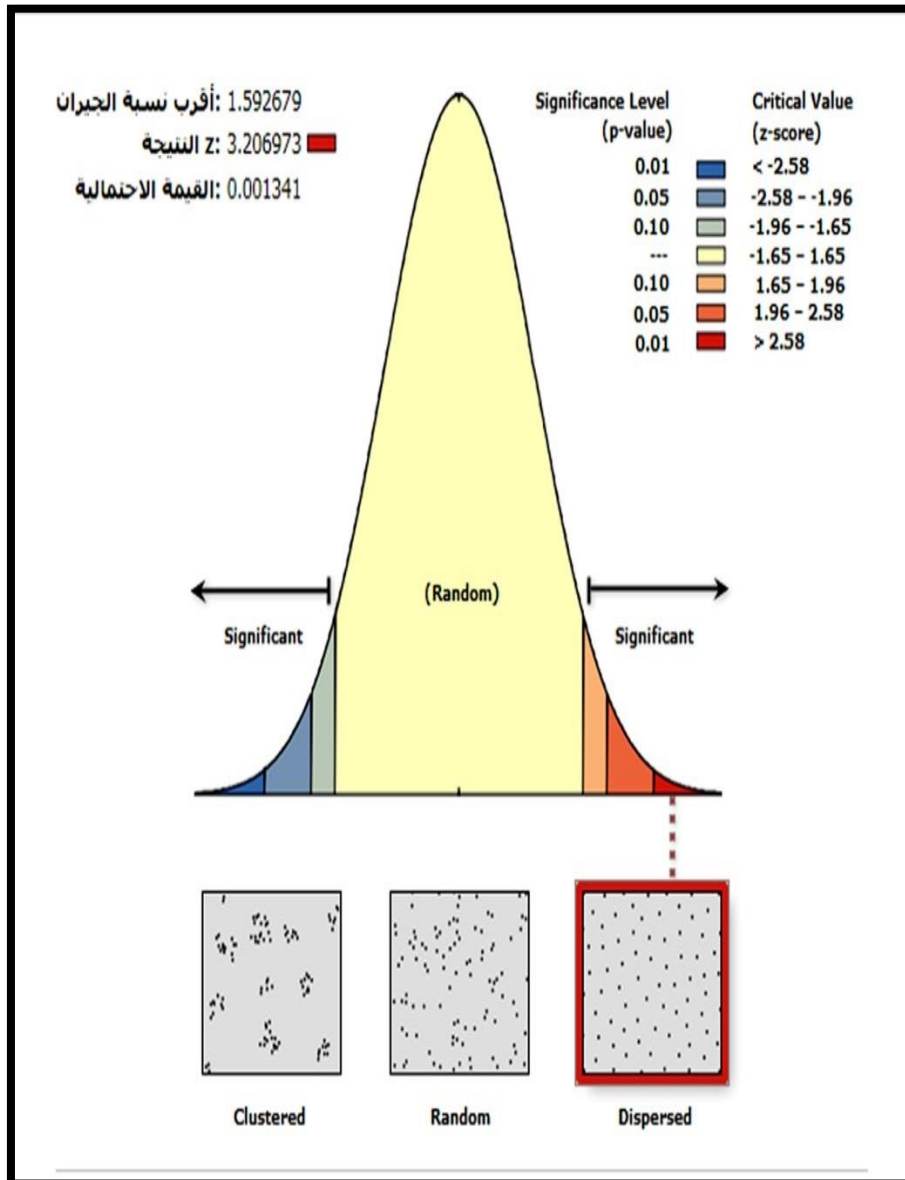 أقرب نسبة الجيران: 1.592679
النتيجة z: 3.206973
القيمة الاحتمالية: 0.001341
Significance Level
(p-value)
Critical Value
(z-score)
0.01 < -2.58
0.05 -2.58 – -1.96
0.10 -1.96 – -1.65
--- -1.65 – 1.65
0.10 1.65 – 1.96
0.05 1.96 – 2.58
0.01 > 2.58
(Random)
Significant
Significant
Clustered
Random
Dispersed